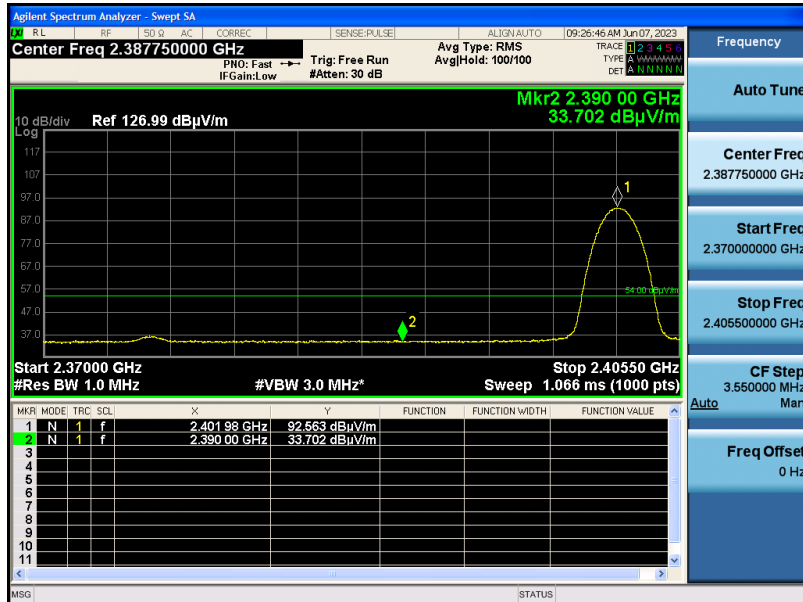 Agilent Spectrum Analyzer - Swept SA
LXI RL RF 50 Ω AC CORREC SENSE:PULSE ALIGN AUTO 09:26:46 AM Jun 07, 2023
Center Freq 2.387750000 GHz
PNO: Fast
IFGain:Low
Trig: Free Run
#Atten: 30 dB
Avg Type: RMS
Avg|Hold: 100/100
TRACE 1 2 3 4 5 6
TYPE A
DET A N N N N N
Mkr2 2.390 00 GHz
33.702 dBµV/m
10 dB/div
Log
Ref 126.99 dBµV/m
117
107
97.0
87.0
77.0
67.0
57.0
47.0
37.0
1
2
54.00 dBµV/m
Start 2.37000 GHz Stop 2.40550 GHz
#Res BW 1.0 MHz #VBW 3.0 MHz* Sweep 1.066 ms (1000 pts)
MKR MODE TRC SCL X Y FUNCTION FUNCTION WIDTH FUNCTION VALUE
1 N 1 f 2.401 98 GHz 92.563 dBµV/m
2 N 1 f 2.390 00 GHz 33.702 dBµV/m
3
4
5
6
7
8
9
10
11
MSG STATUS
Frequency
Auto Tune
Center Freq
2.387750000 GHz
Start Freq
2.370000000 GHz
Stop Freq
2.405500000 GHz
CF Step
3.550000 MHz
Auto Man
Freq Offset
0 Hz